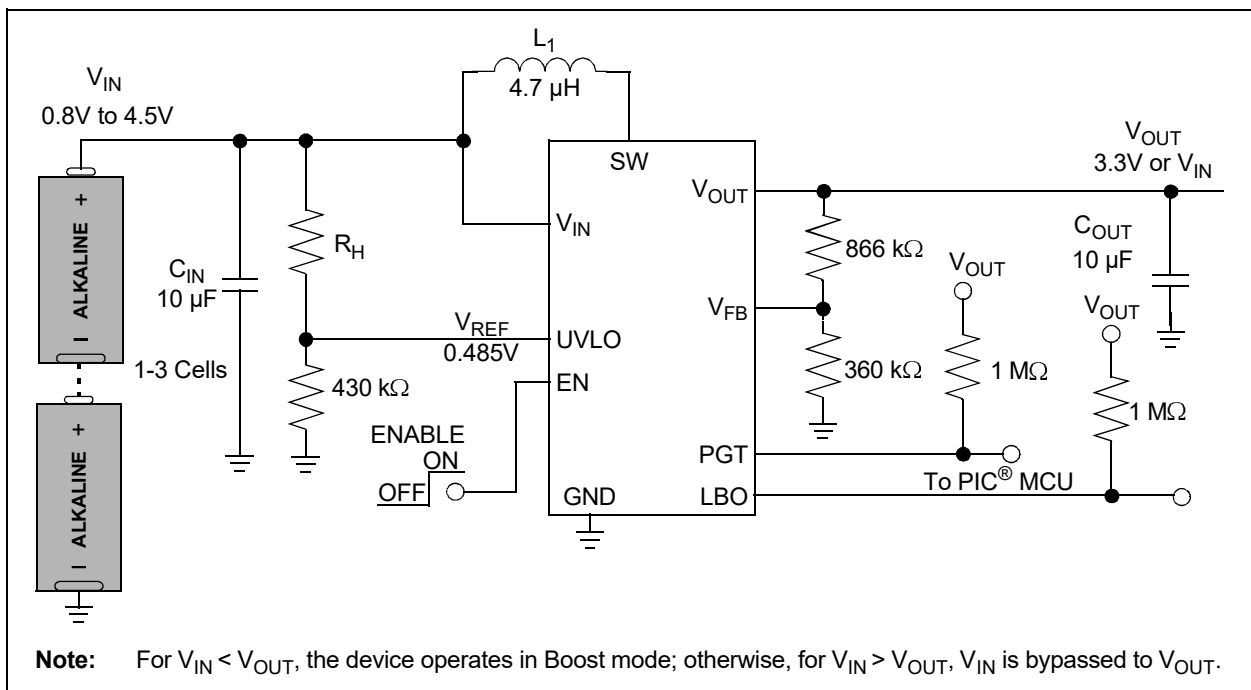 L1
4.7 µH
VIN
0.8V to 4.5V
SW
VOUT
3.3V or VIN
VOUT
VIN
RH
866 kΩ
COUT
10 µF
CIN
10 µF
VOUT
VFB
VOUT
ALKALINE + −
VREF
0.485V
UVLO
1-3 Cells
430 kΩ
EN
360 kΩ
1 MΩ
1 MΩ
ALKALINE + −
ENABLE
ON
OFF
PGT
To PIC® MCU
GND
LBO
Note: For VIN < VOUT, the device operates in Boost mode; otherwise, for VIN > VOUT, VIN is bypassed to VOUT.